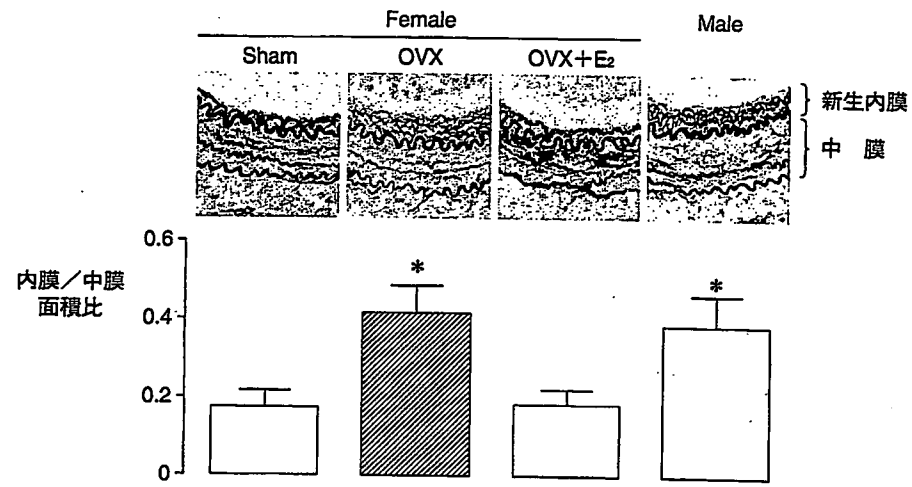 Female
Male
Sham
OVX
OVX+E₂
新生内膜
中 膜
内膜/中膜
面積比
0.6
0.4
0.2
0
*
*